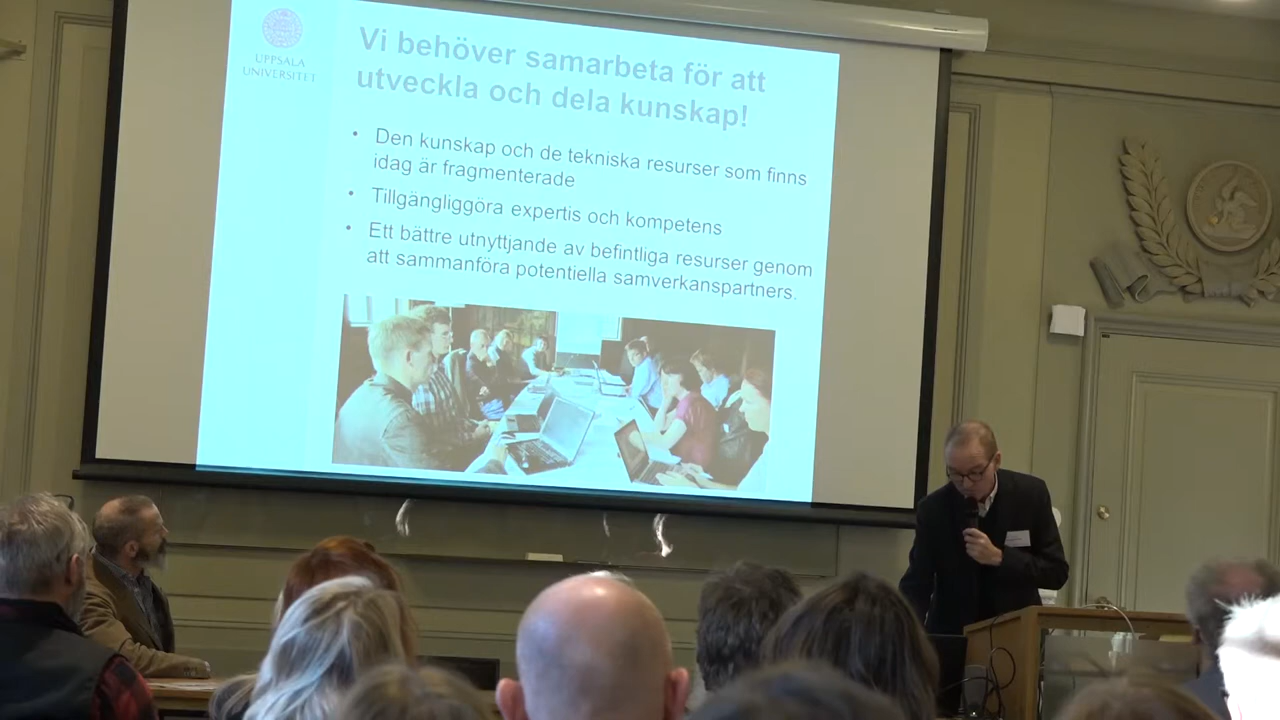 UPPSALA
UNIVERSITET
Vi behöver samarbeta för att
utveckla och dela kunskap!
• Den kunskap och de tekniska resurser som finns
idag är fragmenterade
• Tillgängliggöra expertis och kompetens
• Ett bättre utnyttjande av befintliga resurser genom
att sammanföra potentiella samverkanspartners.